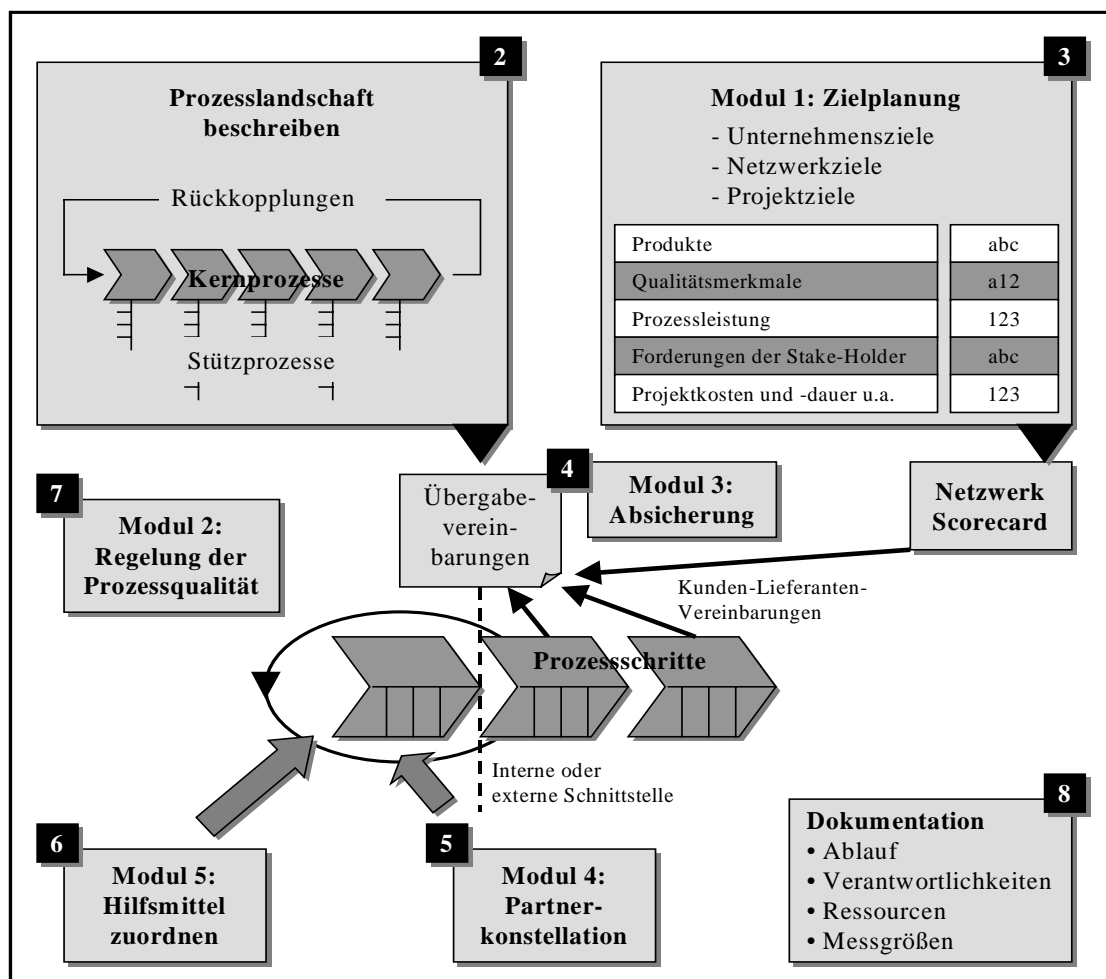 2
Prozesslandschaft
beschreiben
Rückkopplungen
Kernprozesse
Stützprozesse
3
Modul 1: Zielplanung
- Unternehmensziele
- Netzwerkziele
- Projektziele
Produkte abc
Qualitätsmerkmale a12
Prozessleistung 123
Forderungen der Stake-Holder abc
Projektkosten und -dauer u.a. 123
7
Modul 2:
Regelung der
Prozessqualität
Übergabe-
verein-
barungen
4
Modul 3:
Absicherung
Netzwerk
Scorecard
Kunden-Lieferanten-
Vereinbarungen
Prozessschritte
Interne oder
externe Schnittstelle
6
Modul 5:
Hilfsmittel
zuordnen
5
Modul 4:
Partner-
konstellation
8
Dokumentation
• Ablauf
• Verantwortlichkeiten
• Ressourcen
• Messgrößen